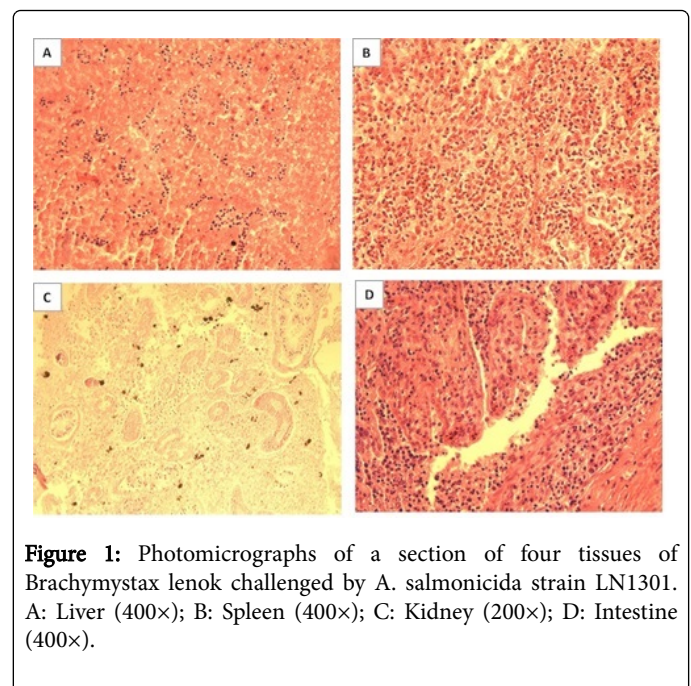 A
B
C
D
Figure 1: Photomicrographs of a section of four tissues of
Brachymystax lenok challenged by A. salmonicida strain LN1301.
A: Liver (400×); B: Spleen (400×); C: Kidney (200×); D: Intestine
(400×).